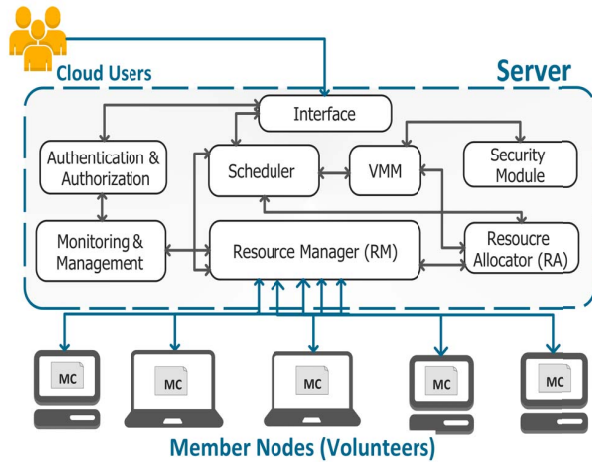 Cloud Users
Server
Interface
Authentication &
Authorization
Scheduler
VMM
Security
Module
Monitoring &
Management
Resource Manager (RM)
Resoucre
Allocator (RA)
MC
MC
MC
MC
MC
Member Nodes (Volunteers)